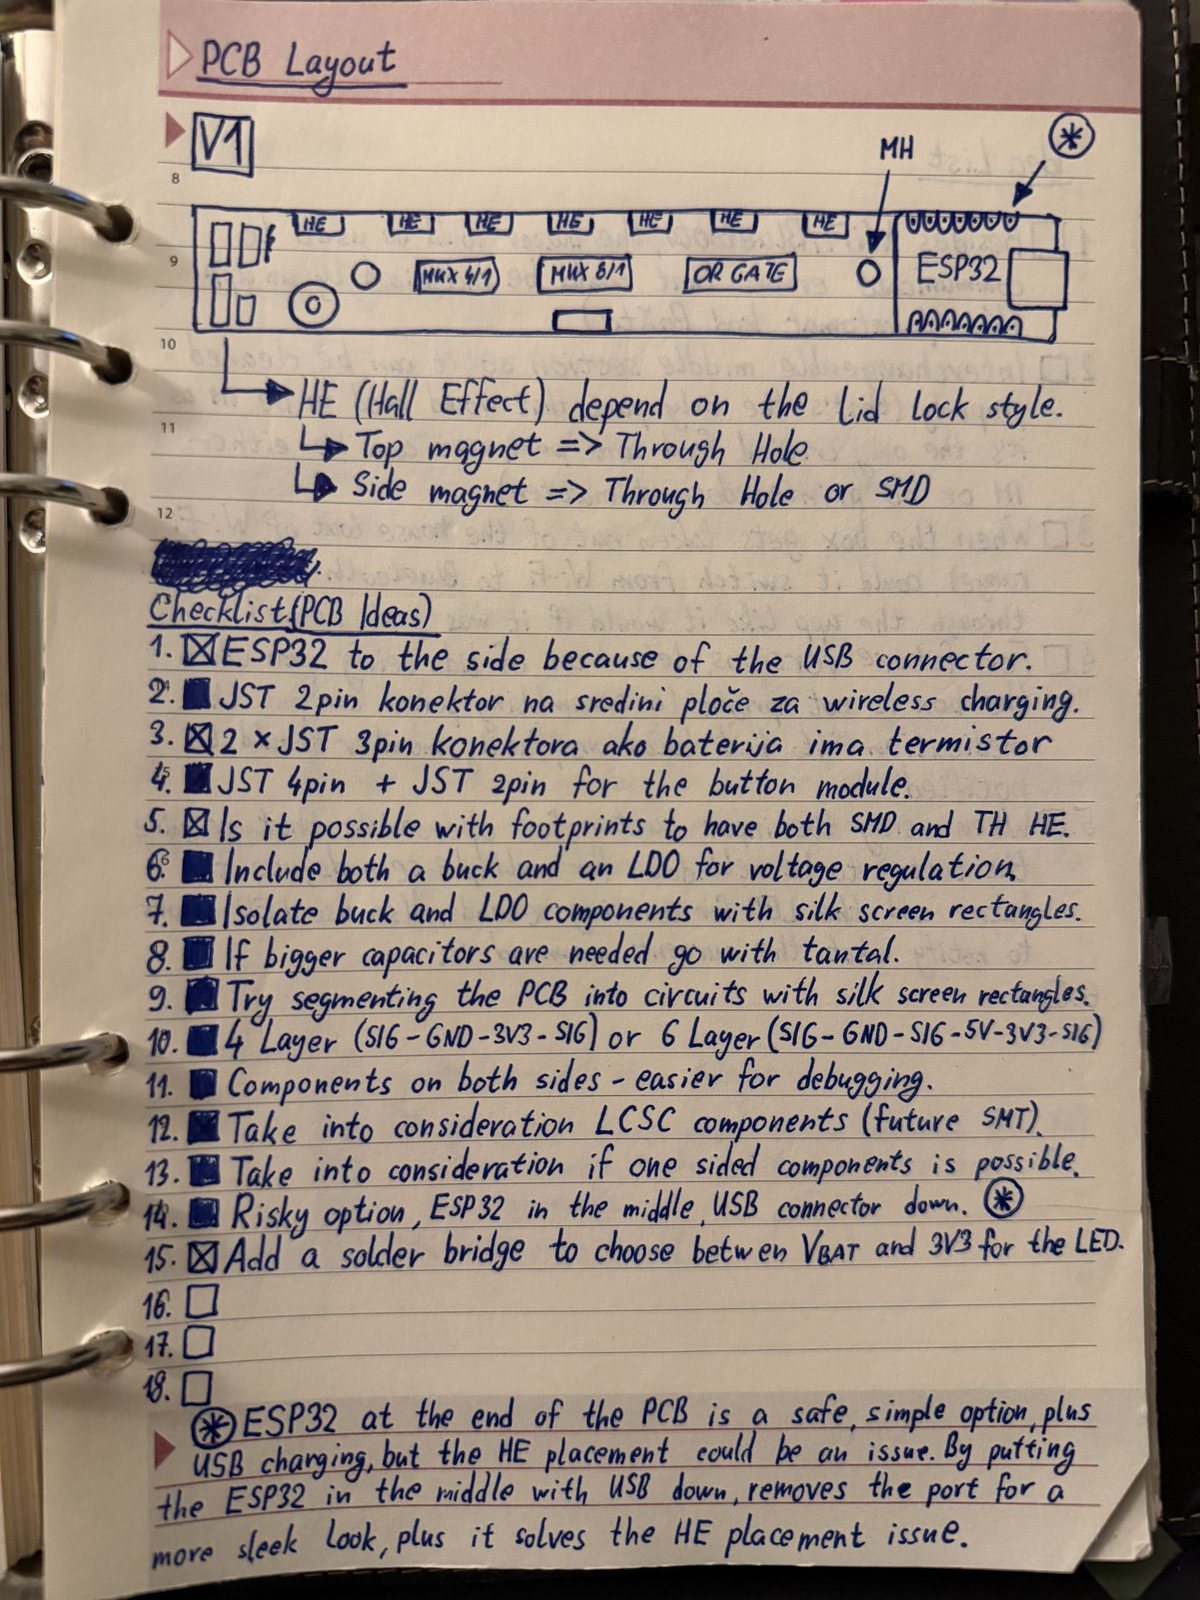 PCB Layout
V1
MH
*
8
HE HE HE HE HE HE HE
9
MUX 4/1 MUX 8/1 OR GATE ESP32
10
HE (Hall Effect) depend on the Lid lock style.
11
Top magnet => Through Hole
Side magnet => Through Hole or SMD
12
Checklist (PCB Ideas)
1. ESP32 to the side because of the USB connector.
2. JST 2pin konektor na sredini ploče za wireless charging.
3. 2 × JST 3pin konektora ako baterija ima termistor
4. JST 4pin + JST 2pin for the button module.
5. Is it possible with footprints to have both SMD and TH HE.
6. Include both a buck and an LDO for voltage regulation.
7. Isolate buck and LDO components with silk screen rectangles.
8. If bigger capacitors are needed go with tantal.
9. Try segmenting the PCB into circuits with silk screen rectangles.
10. 4 Layer (SIG-GND-3V3-SIG) or 6 Layer (SIG-GND-SIG-5V-3V3-SIG)
11. Components on both sides - easier for debugging.
12. Take into consideration LCSC components (future SMT).
13. Take into consideration if one sided components is possible.
14. Risky option, ESP32 in the middle, USB connector down. *
15. Add a solder bridge to choose betwen VBAT and 3V3 for the LED.
16.
17.
18.
* ESP32 at the end of the PCB is a safe, simple option, plus
USB charging, but the HE placement could be an issue. By putting
the ESP32 in the middle with USB down, removes the port for a
more sleek look, plus it solves the HE placement issue.